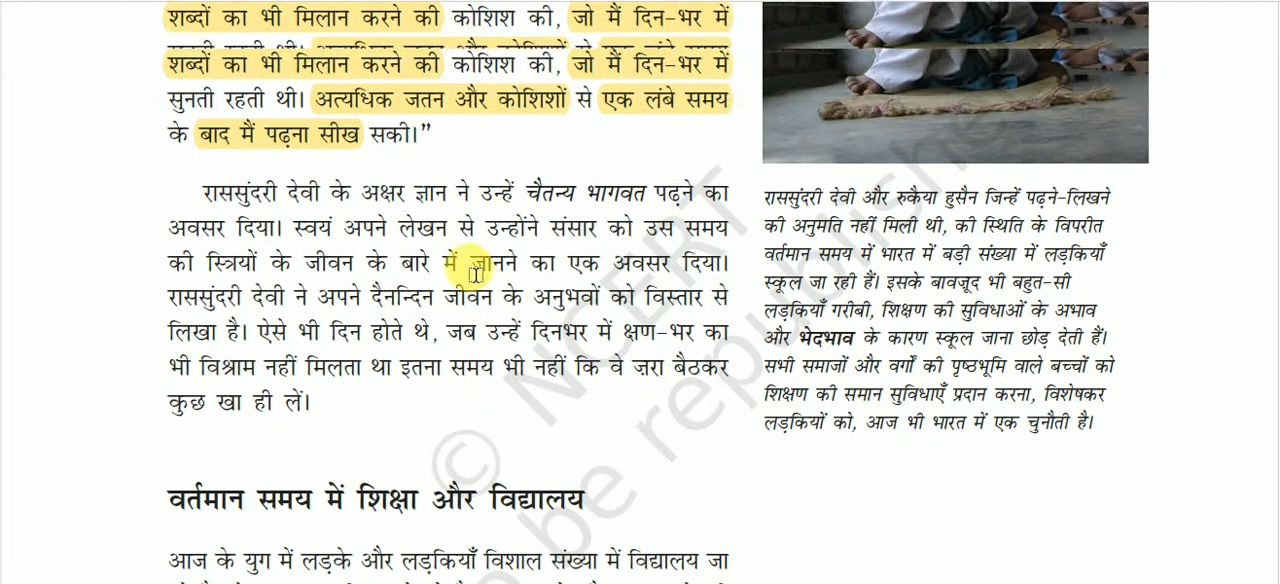 शब्दों का भी मिलान करने की कोशिश की, जो मैं दिन-भर में
शब्दों का भी मिलान करने की कोशिश की, जो मैं दिन-भर में
सुनती रहती थी। अत्यधिक जतन और कोशिशों से एक लंबे समय
के बाद मैं पढ़ना सीख सकी।”
राससुंदरी देवी के अक्षर ज्ञान ने उन्हें चैतन्य भागवत पढ़ने का
अवसर दिया। स्वयं अपने लेखन से उन्होंने संसार को उस समय
की स्त्रियों के जीवन के बारे में जानने का एक अवसर दिया।
राससुंदरी देवी ने अपने दैनन्दिन जीवन के अनुभवों को विस्तार से
लिखा है। ऐसे भी दिन होते थे, जब उन्हें दिनभर में क्षण-भर का
भी विश्राम नहीं मिलता था इतना समय भी नहीं कि वे ज़रा बैठकर
कुछ खा ही लें।
वर्तमान समय में शिक्षा और विद्यालय
आज के युग में लड़के और लड़कियाँ विशाल संख्या में विद्यालय जा
राससुंदरी देवी और रुकैया हुसैन जिन्हें पढ़ने-लिखने
की अनुमति नहीं मिली थी, की स्थिति के विपरीत
वर्तमान समय में भारत में बड़ी संख्या में लड़कियाँ
स्कूल जा रही हैं। इसके बावजूद भी बहुत-सी
लड़कियाँ गरीबी, शिक्षण की सुविधाओं के अभाव
और भेदभाव के कारण स्कूल जाना छोड़ देती हैं।
सभी समाजों और वर्गों की पृष्ठभूमि वाले बच्चों को
शिक्षण की समान सुविधाएँ प्रदान करना, विशेषकर
लड़कियों को, आज भी भारत में एक चुनौती है।
© NCERT
be republishe